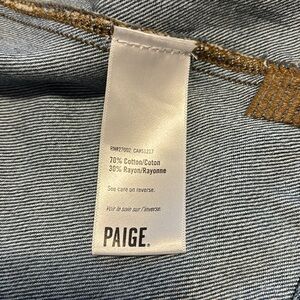 70% Cotton/Coton
30% Rayon/Rayonne
See care on reverse.
Voir le soin sur l'inverse.
PAIGE.